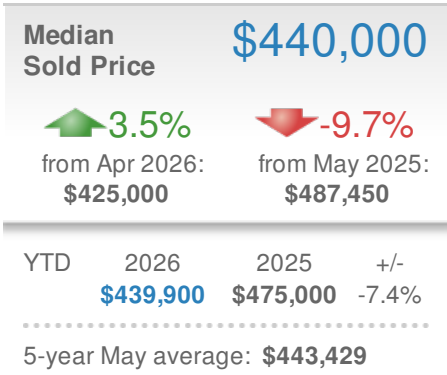 Median $440,000
Sold Price
3.5% -9.7%
from Apr 2026: from May 2025:
$425,000 $487,450
YTD 2026 2025 +/-
$439,900 $475,000 -7.4%
5-year May average: $443,429